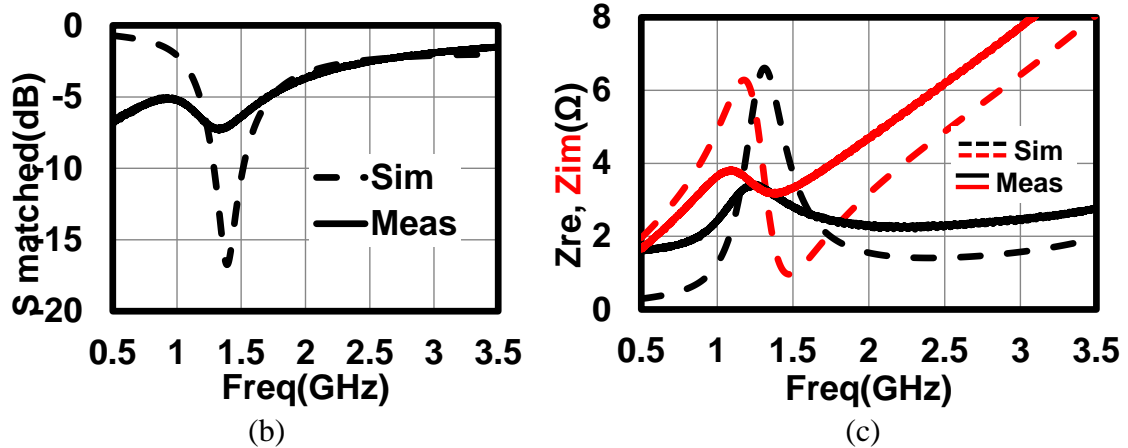 0
-5
-10
-15
-20
S matched(dB)
Sim
Meas
0.5 1 1.5 2 2.5 3 3.5
Freq(GHz)
(b)
8
6
4
2
0
Zre, Zim(Ω)
Sim
Meas
0.5 1 1.5 2 2.5 3 3.5
Freq(GHz)
(c)